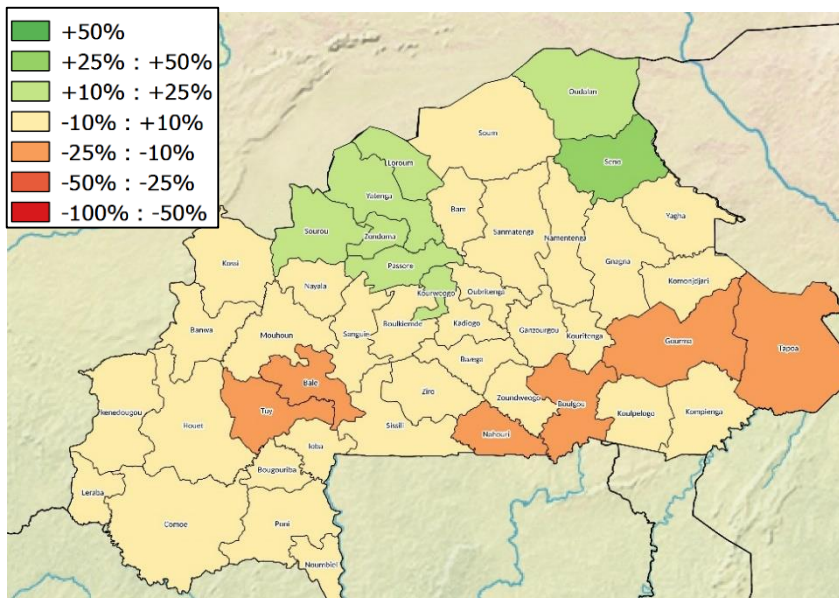 +50%
+25% : +50%
+10% : +25%
-10% : +10%
-25% : -10%
-50% : -25%
-100% : -50%
Oudalan
Soum
Seno
Loroum
Yatenga
Bam
Yagha
Sourou
Zondoma
Sanmatenga
Namentenga
Gnagna
Kossi
Passore
Komondjari
Nayala
Kourweogo
Oubritenga
Banwa
Mouhoun
Sanguie
Boulkiemde
Kadiogo
Ganzourgou
Kouritenga
Gourma
Tapoa
Bazega
Bale
Ziro
Zoundweogo
Boulgou
kenedougou
Tuy
Houet
Sissili
Nahouri
Koulpelogo
Kompienga
Ioba
Bougouriba
Leraba
Comoe
Poni
Noumbiel